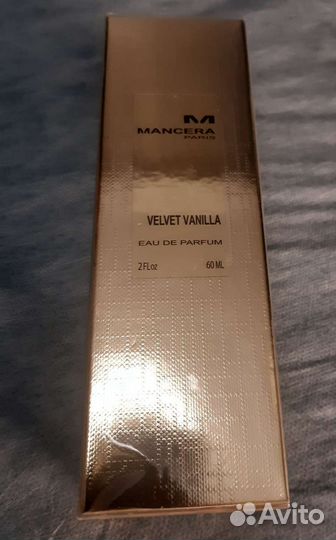 M
MANCERA
PARIS
VELVET VANILLA
EAU DE PARFUM
2 FL oz 60 ML
Avito